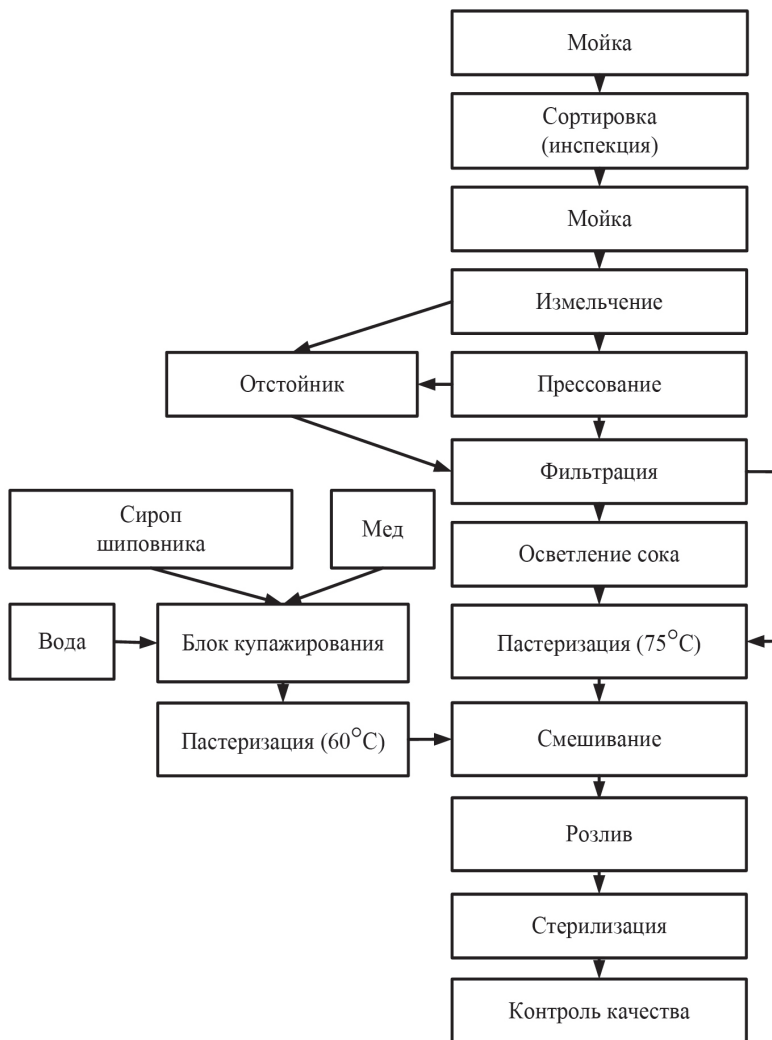 Мойка
Сортировка
(инспекция)
Мойка
Измельчение
Отстойник
Прессование
Фильтрация
Сироп
шиповника
Мед
Осветление сока
Вода
Блок купажирования
Пастеризация (75°С)
Пастеризация (60°С)
Смешивание
Розлив
Стерилизация
Контроль качества